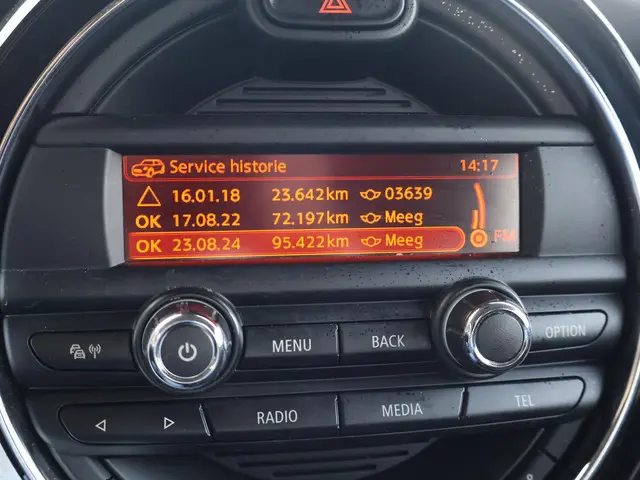 Service historie 14:17
16.01.18 23.642km 03639
OK 17.08.22 72.197km Meeg
OK 23.08.24 95.422km Meeg FM
MENU BACK OPTION
RADIO MEDIA TEL